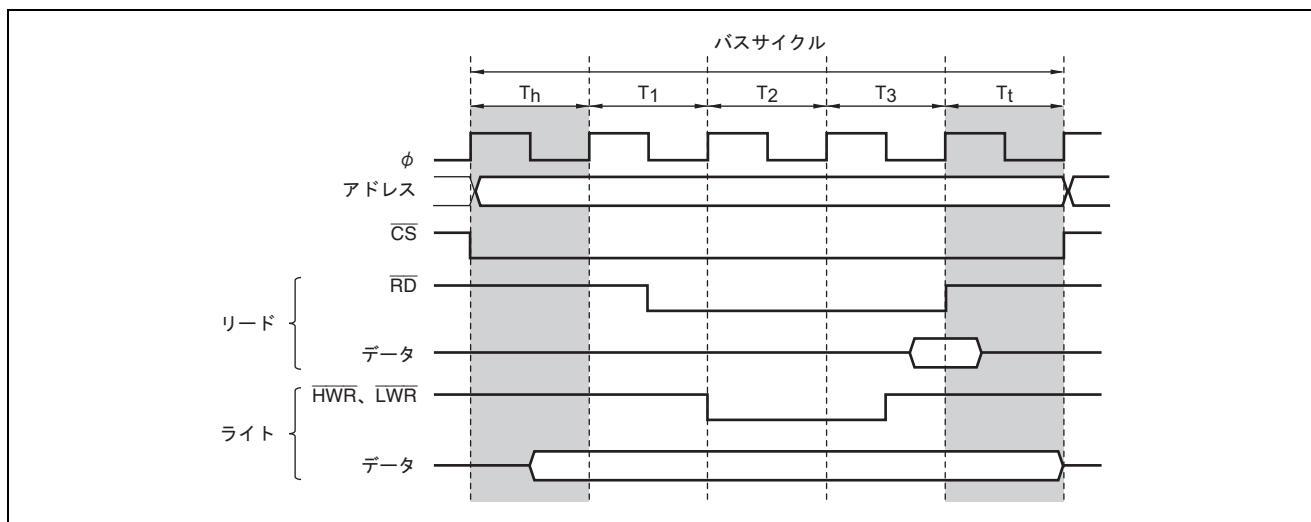 バスサイクル
Th T1 T2 T3 Tt
φ
アドレス
CS
リード
RD
データ
ライト
HWR、LWR
データ